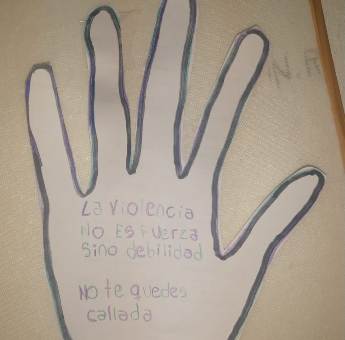 La violencia
No Es Fuerza
Sino debilidad
No te quedes
callada